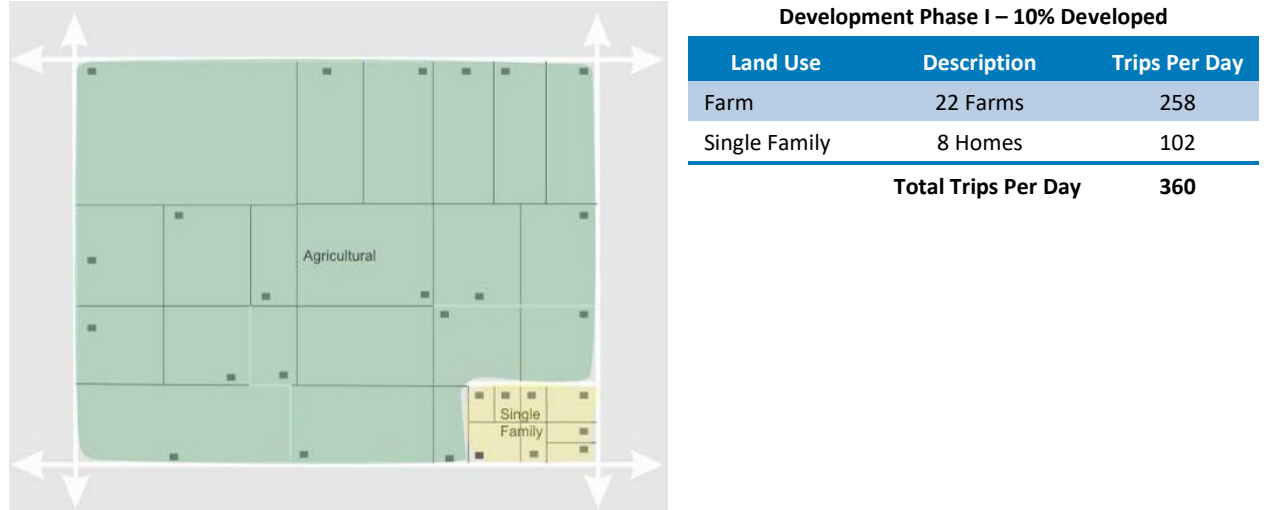 Agricultural
Single
Family
Development Phase I – 10% Developed
Land Use Description Trips Per Day
Farm 22 Farms 258
Single Family 8 Homes 102
Total Trips Per Day 360